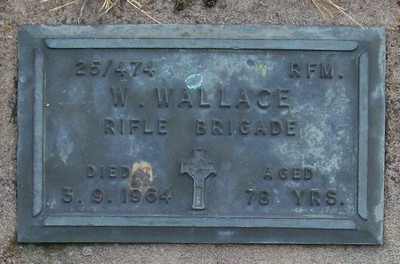 25/474 RFM.
W. WALLACE
RIFLE BRIGADE
DIED AGED
3. 9. 1964 78 YRS.